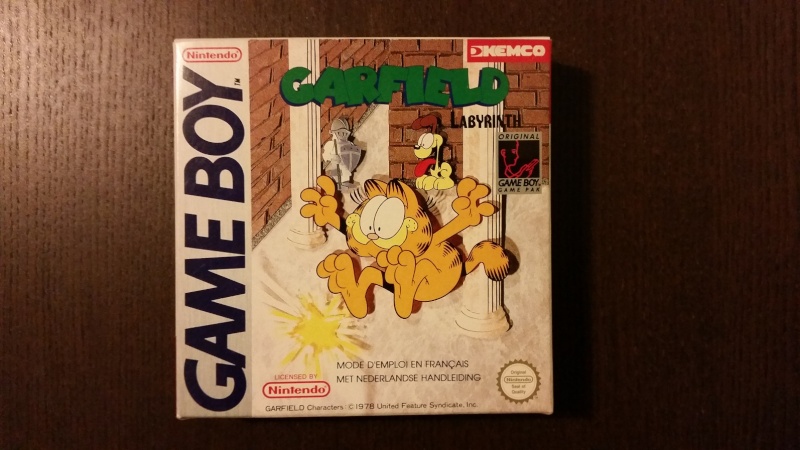 Nintendo
GAME BOY
TM
KEMCO
GARFIELD
LABYRINTH
ORIGINAL
GAME BOY
GAME PAK
MODE D'EMPLOI EN FRANÇAIS
MET NEDERLANDSE HANDLEIDING
LICENSED BY
Nintendo
Original
Nintendo
Seal of
Quality
GARFIELD Characters: ©1978 United Feature Syndicate, Inc.